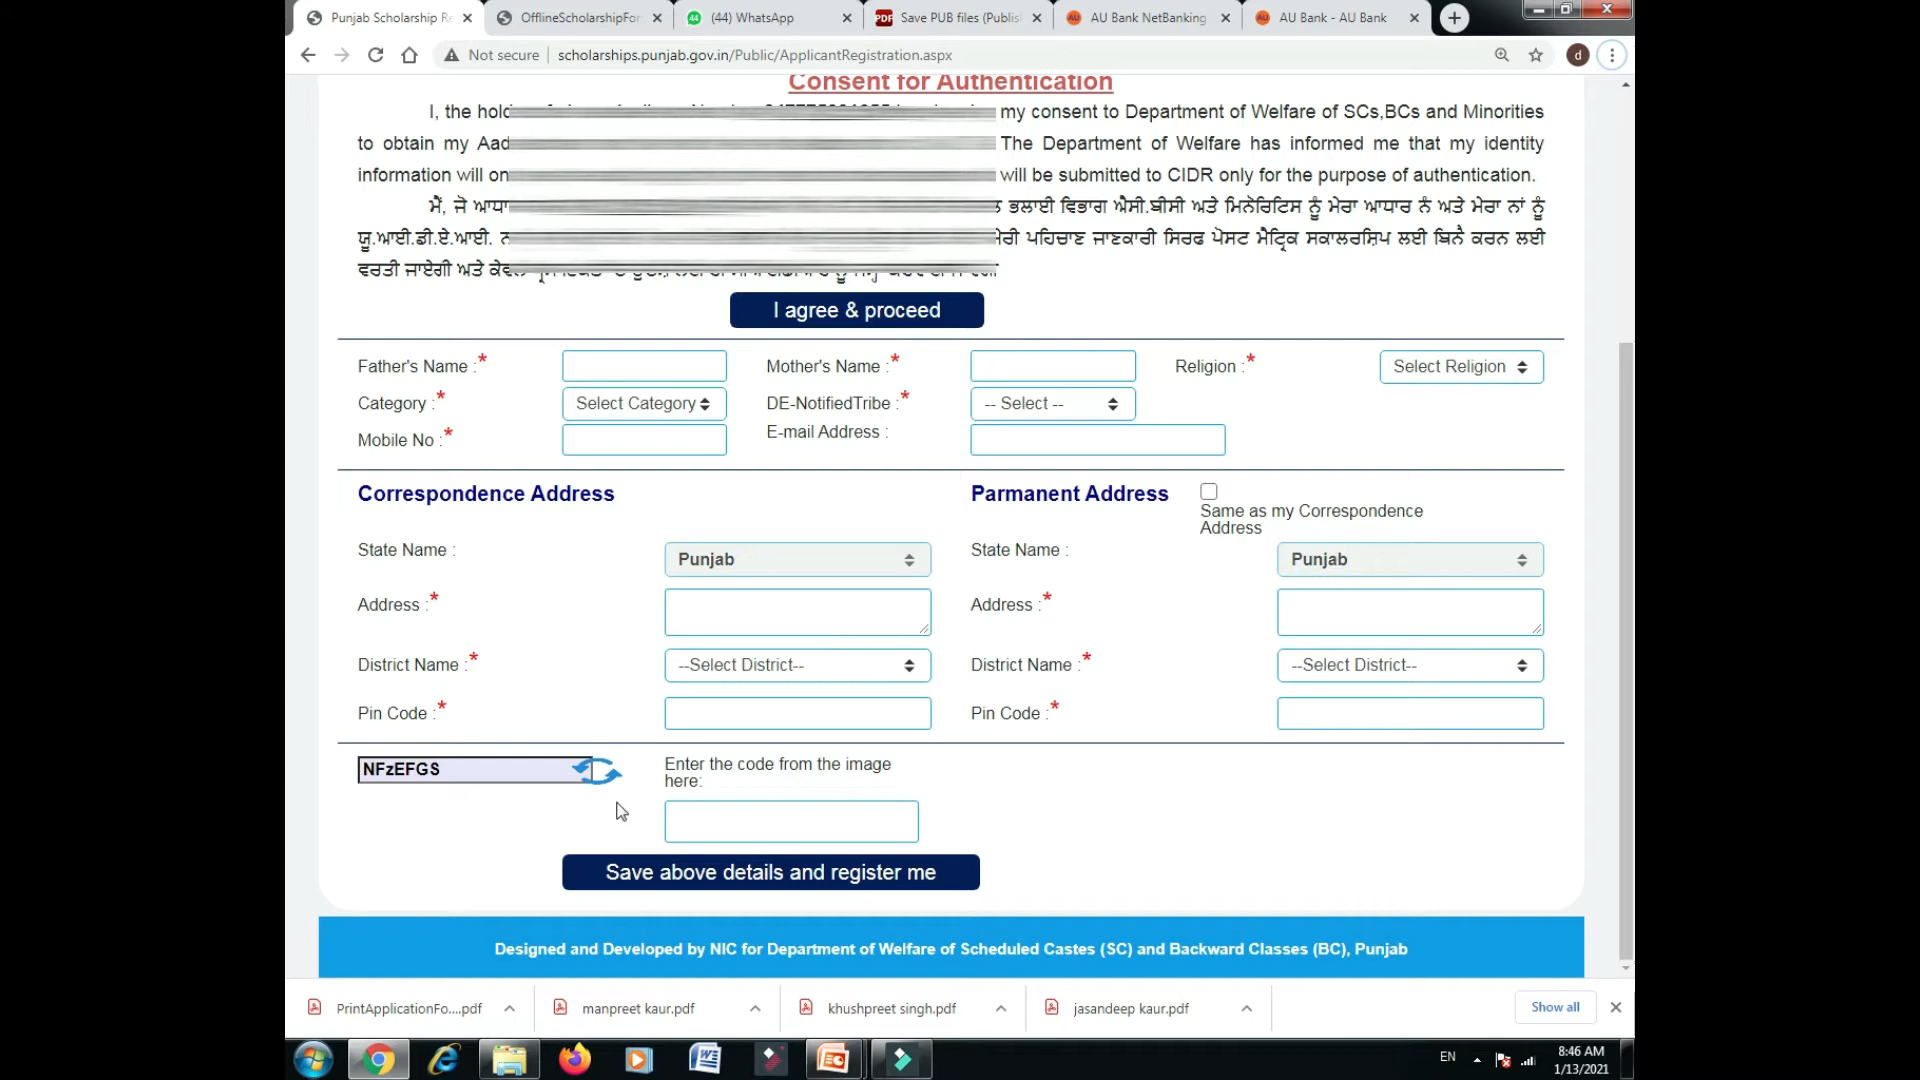 Punjab Scholarship Re
OfflineScholarshipFor
(44) WhatsApp
Save PUB files (Publis
AU Bank NetBanking
AU Bank - AU Bank
Not secure
scholarships.punjab.gov.in/Public/ApplicantRegistration.aspx
d
Consent for Authentication
I, the my consent to Department of Welfare of SCs,BCs and Minorities
to obtain my The Department of Welfare has informed me that my identity
information will will be submitted to CIDR only for the purpose of authentication.
ਮੈਂ, ਜੋ ਭਲਾਈ ਵਿਭਾਗ ਐਸੀ.ਬੀਸੀ ਅਤੇ ਮਿਨੋਰਿਟਿਸ ਨੂੰ ਮੇਰਾ ਆਧਾਰ ਨੰ ਅਤੇ ਮੇਰਾ ਨਾਂ ਨੂੰ
ਯੂ.ਆਈ.ਡੀ.ਏ.ਆਈ. ਪਹਿਚਾਣ ਜਾਣਕਾਰੀ ਸਿਰਫ ਪੋਸਟ ਮੈਟ੍ਰਿਕ ਸਕਾਲਰਸ਼ਿਪ ਲਈ ਬਿਨੈ ਕਰਨ ਲਈ
ਵਰਤੀ ਜਾਏਗੀ ਅਤੇ
I agree & proceed
Father's Name :*
Mother's Name :*
Religion :*
Select Religion
Category :*
Select Category
DE-NotifiedTribe :*
-- Select --
Mobile No :*
E-mail Address :
Correspondence Address
Parmanent Address
Same as my Correspondence
Address
State Name :
Punjab
State Name :
Punjab
Address :*
Address :*
District Name :*
--Select District--
District Name :*
--Select District--
Pin Code :*
Pin Code :*
NFzEFGS
Enter the code from the image
here:
Save above details and register me
Designed and Developed by NIC for Department of Welfare of Scheduled Castes (SC) and Backward Classes (BC), Punjab
PrintApplicationFo....pdf
manpreet kaur.pdf
khushpreet singh.pdf
jasandeep kaur.pdf
Show all
EN
8:46 AM
1/13/2021